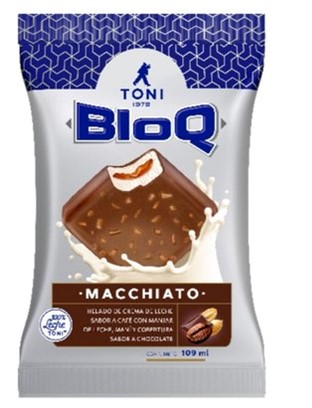 TONI
1978
BloQ
·MACCHIATO·
HELADO DE CREMA DE LECHE
SABOR A CAFÉ CON MANJAR
DE LECHE, MANÍ Y COBERTURA
SABOR A CHOCOLATE
100%
Leche
TONI
CONTENIDO 109 ml